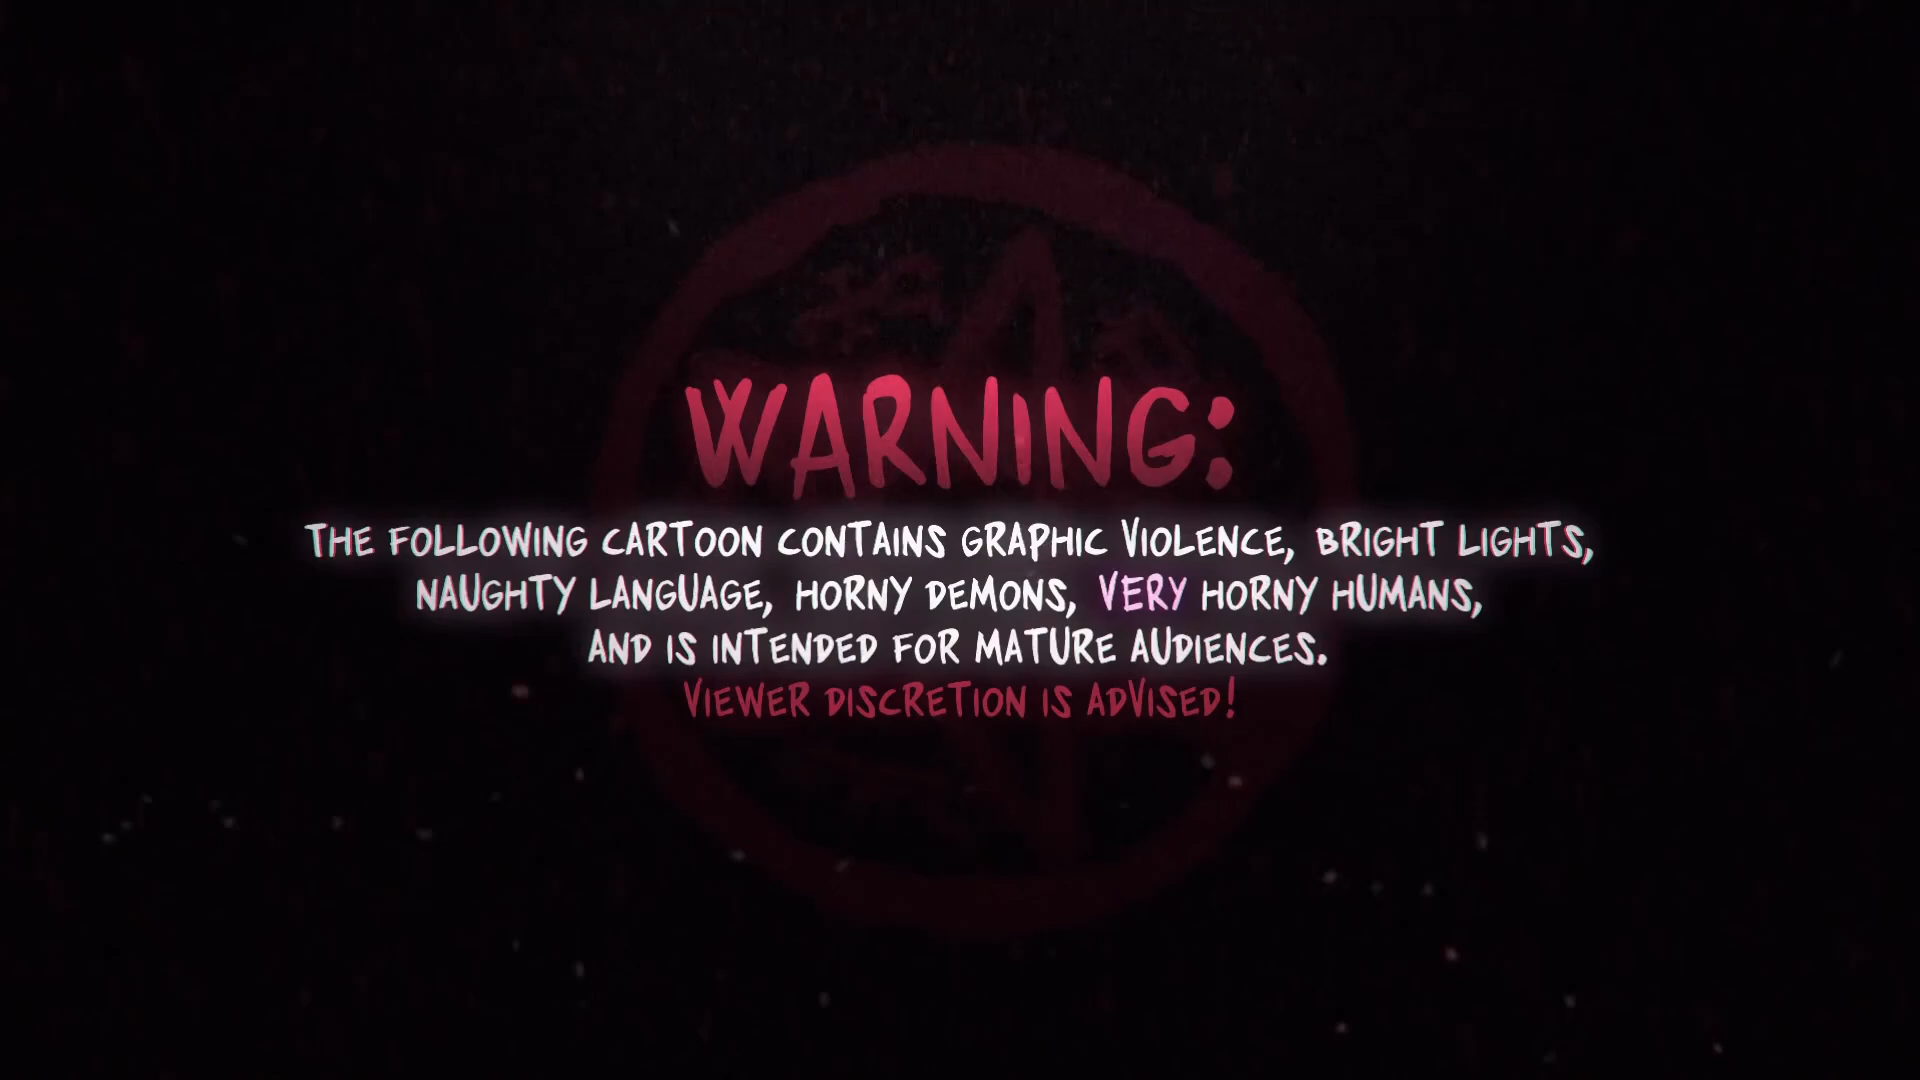 WARNING:
THE FOLLOWING CARTOON CONTAINS GRAPHIC VIOLENCE, BRIGHT LIGHTS,
NAUGHTY LANGUAGE, HORNY DEMONS, VERY HORNY HUMANS,
AND IS INTENDED FOR MATURE AUDIENCES.
VIEWER DISCRETION IS ADVISED!